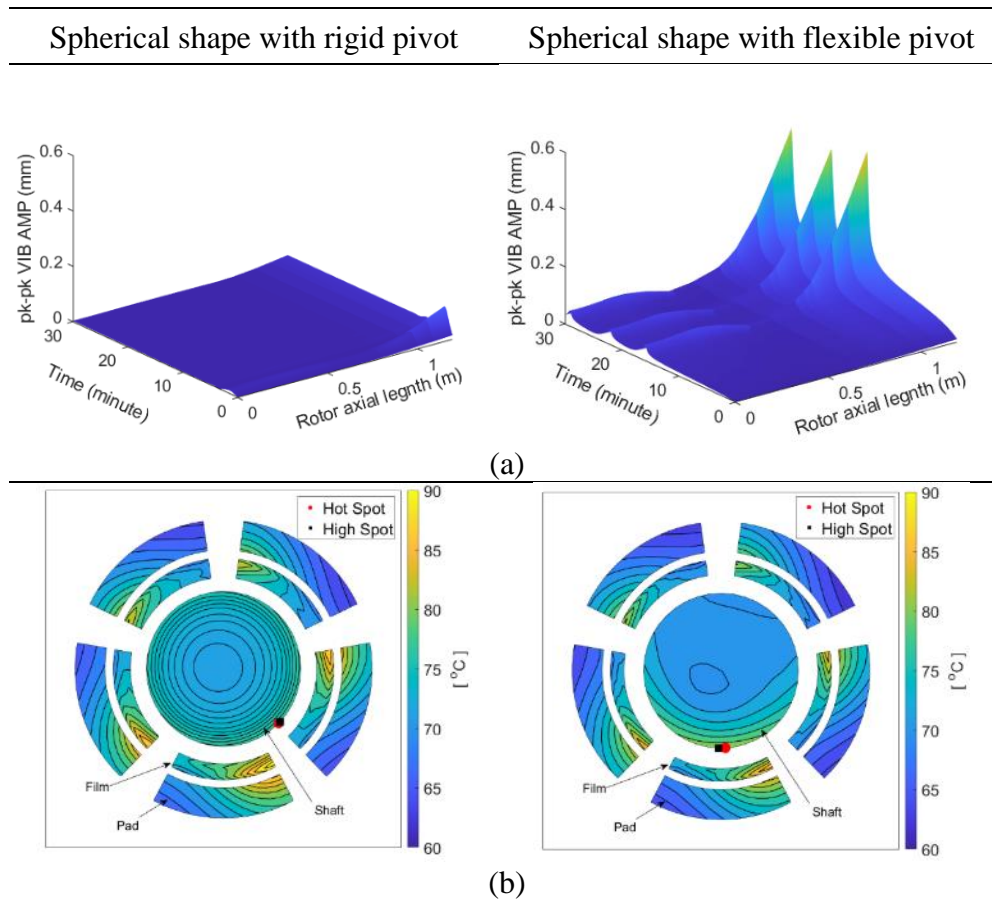 Spherical shape with rigid pivot
Spherical shape with flexible pivot
pk-pk VIB AMP (mm)
0.6
0.4
0.2
0
30
20
10
0
Time (minute)
0
0.5
1
Rotor axial legnth (m)
pk-pk VIB AMP (mm)
0.6
0.4
0.2
0
30
20
10
0
Time (minute)
0
0.5
1
Rotor axial legnth (m)
(a)
Hot Spot
High Spot
Film
Pad
Shaft
90
85
80
75
70
65
60
[ °C ]
Hot Spot
High Spot
Film
Pad
Shaft
90
85
80
75
70
65
60
[ °C ]
(b)